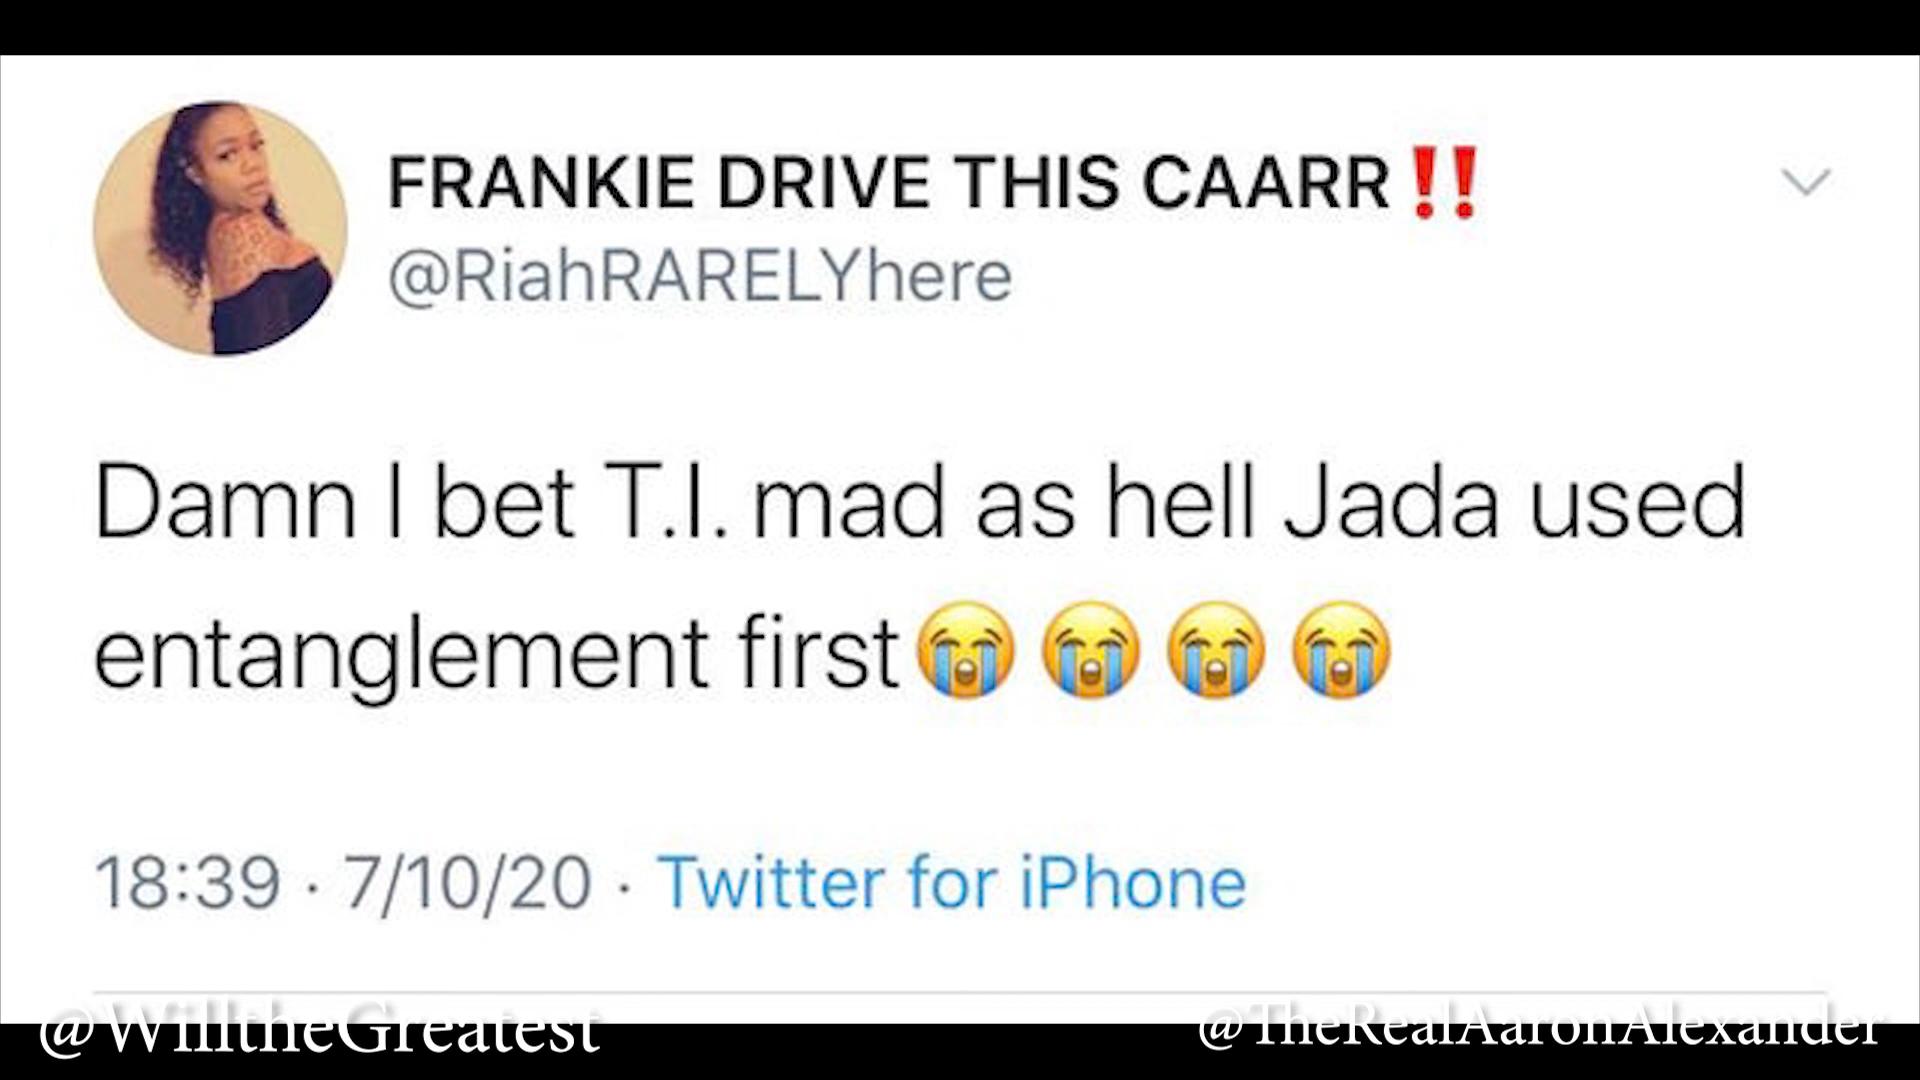 FRANKIE DRIVE THIS CAARR‼️
@RiahRARELYhere
Damn I bet T.I. mad as hell Jada used
entanglement first😭😭😭😭
18:39 · 7/10/20 · Twitter for iPhone
@WilltheGreatest
@TheRealAaronAlexander